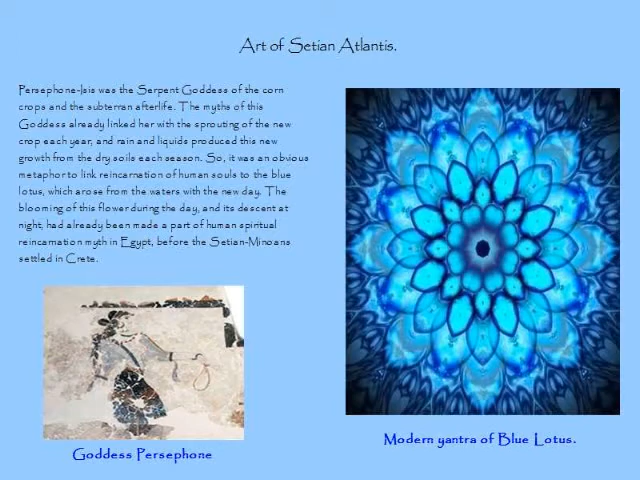 Art of Setian Atlantis.
Persephone-Isis was the Serpent Goddess of the corn
crops and the subterran afterlife. The myths of this
Goddess already linked her with the sprouting of the new
crop each year, and rain and liquids produced this new
growth from the dry soils each season. So, it was an obvious
metaphor to link reincarnation of human souls to the blue
lotus, which arose from the waters with the new day. The
blooming of this flower during the day, and its descent at
night, had already been made a part of human spiritual
reincarnation myth in Egypt, before the Setian-Minoans
settled in Crete.
Goddess Persephone
Modern yantra of Blue Lotus.